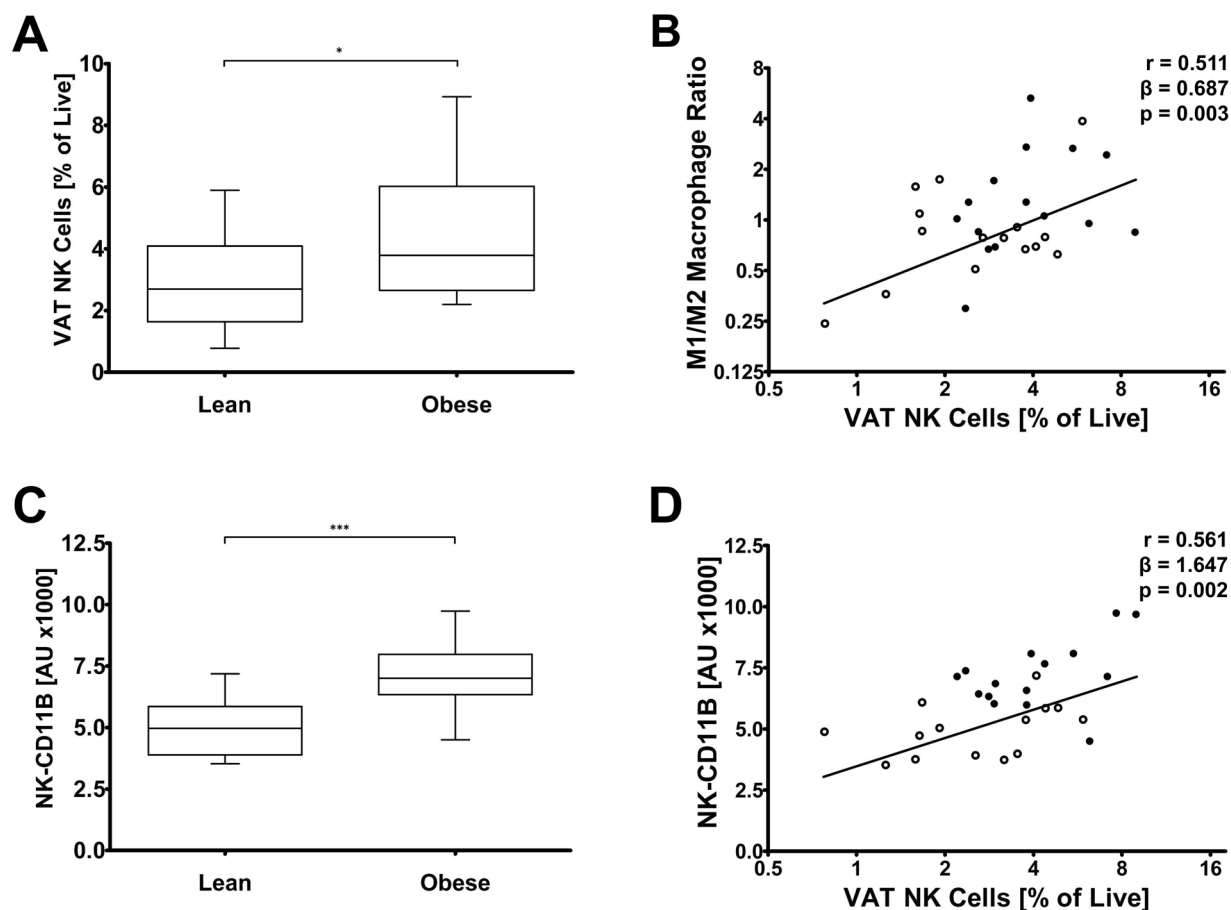 A
*
10
8
6
4
2
0
VAT NK Cells [% of Live]
Lean
Obese
B
r = 0.511
β = 0.687
p = 0.003
8
4
2
1
0.5
0.25
0.125
M1/M2 Macrophage Ratio
0.5
1
2
4
8
16
VAT NK Cells [% of Live]
C
***
12.5
10.0
7.5
5.0
2.5
0.0
NK-CD11B [AU x1000]
Lean
Obese
D
r = 0.561
β = 1.647
p = 0.002
12.5
10.0
7.5
5.0
2.5
0.0
NK-CD11B [AU x1000]
0.5
1
2
4
8
16
VAT NK Cells [% of Live]